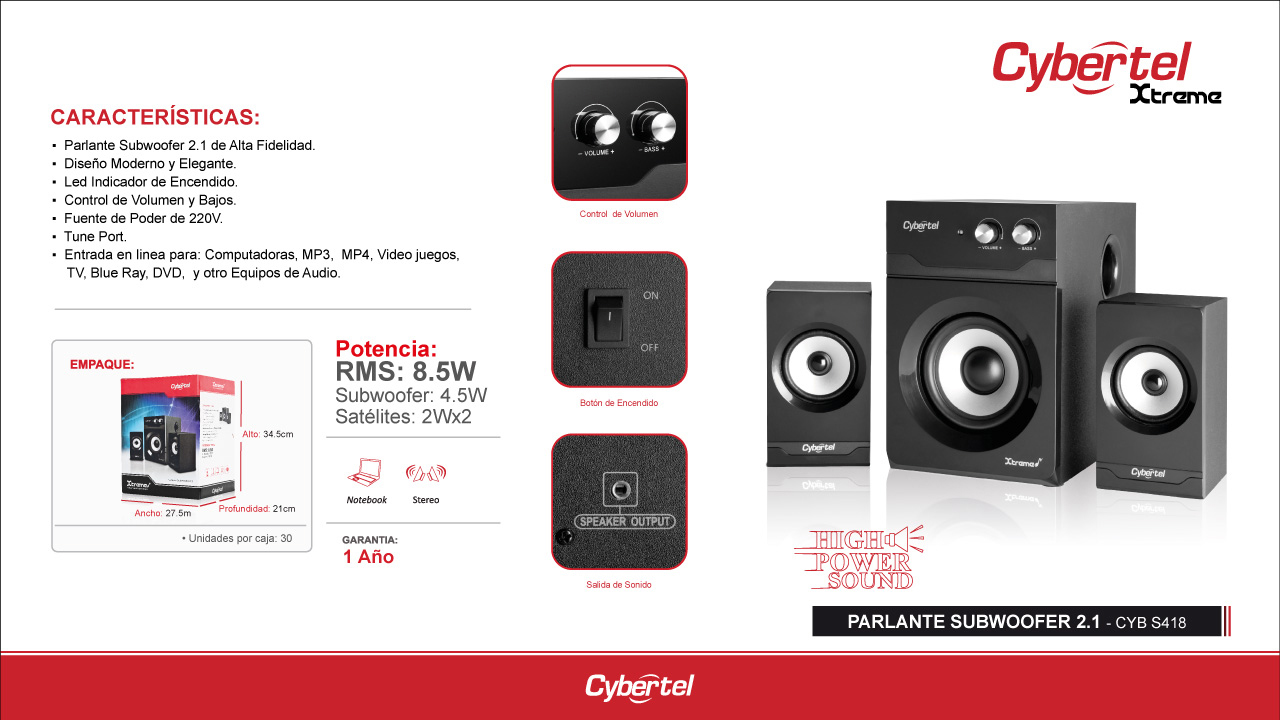 Cybertel
Xtreme
CARACTERÍSTICAS:
▪ Parlante Subwoofer 2.1 de Alta Fidelidad.
▪ Diseño Moderno y Elegante.
▪ Led Indicador de Encendido.
▪ Control de Volumen y Bajos.
▪ Fuente de Poder de 220V.
▪ Tune Port.
▪ Entrada en linea para: Computadoras, MP3, MP4, Video juegos,
TV, Blue Ray, DVD, y otro Equipos de Audio.
EMPAQUE:
Cybertel
Xtreme
Cybertel
Alto: 34.5cm
Ancho: 27.5m
Profundidad: 21cm
• Unidades por caja: 30
Potencia:
RMS: 8.5W
Subwoofer: 4.5W
Satélites: 2Wx2
Notebook
Stereo
GARANTIA:
1 Año
− VOLUME +
− BASS +
Control de Volumen
ON
OFF
Botón de Encendido
SPEAKER OUTPUT
Salida de Sonido
Cybertel
− VOLUME +
− BASS +
Cybertel
Xtreme
Cybertel
HIGH
POWER
SOUND
PARLANTE SUBWOOFER 2.1 - CYB S418
Cybertel